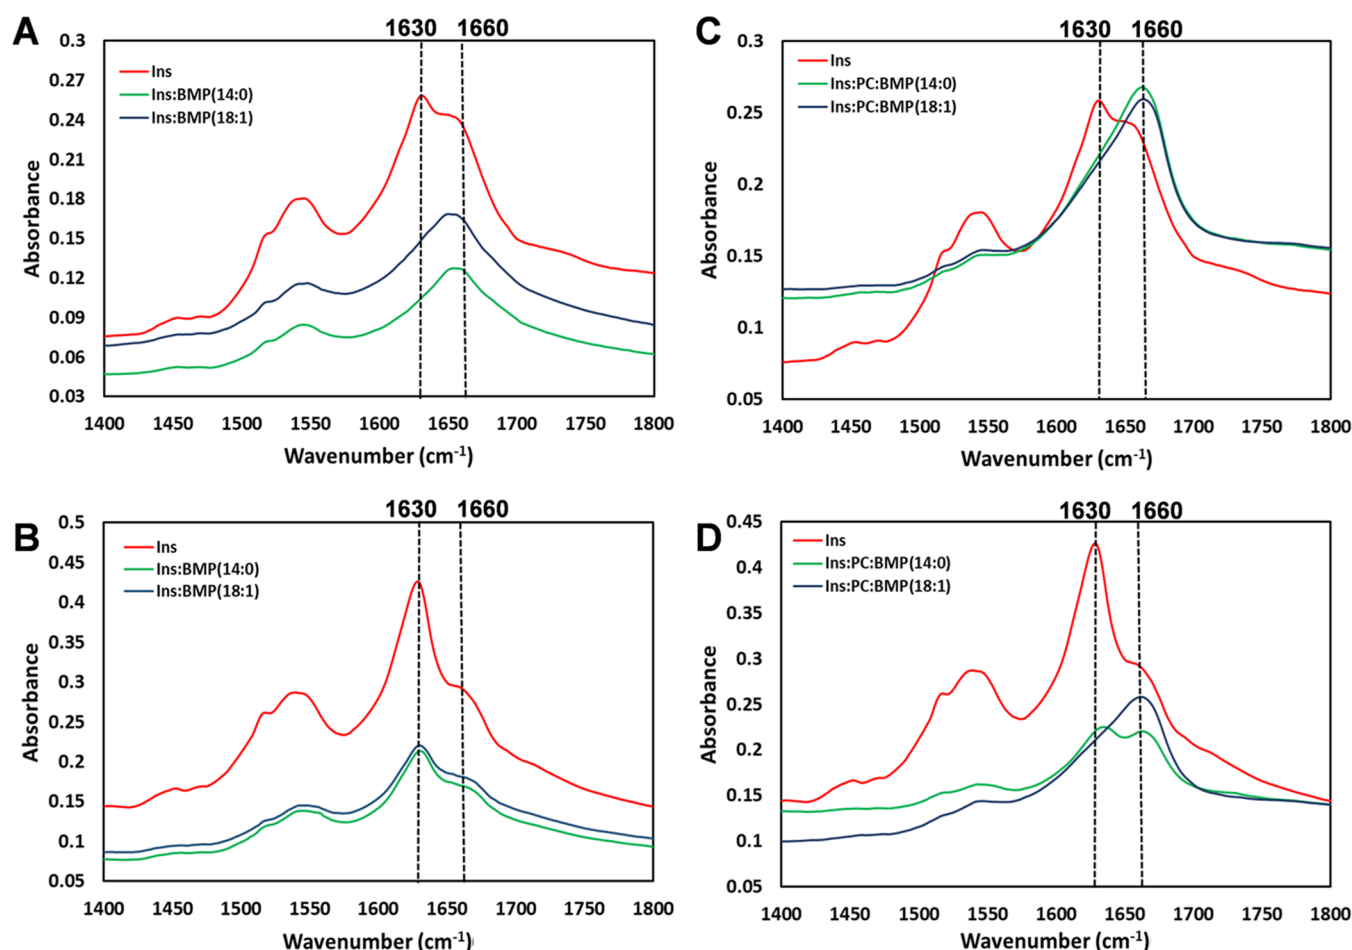 A
1630 1660
0.3
0.27
0.24
0.21
0.18
0.15
0.12
0.09
0.06
0.03
Absorbance
Ins
Ins:BMP(14:0)
Ins:BMP(18:1)
1400 1450 1500 1550 1600 1650 1700 1750 1800
Wavenumber (cm-1)
C
1630 1660
0.3
0.25
0.2
0.15
0.1
0.05
Absorbance
Ins
Ins:PC:BMP(14:0)
Ins:PC:BMP(18:1)
1400 1450 1500 1550 1600 1650 1700 1750 1800
Wavenumber (cm-1)
B
1630 1660
0.5
0.45
0.4
0.35
0.3
0.25
0.2
0.15
0.1
0.05
Absorbance
Ins
Ins:BMP(14:0)
Ins:BMP(18:1)
1400 1450 1500 1550 1600 1650 1700 1750 1800
Wavenumber (cm-1)
D
1630 1660
0.45
0.4
0.35
0.3
0.25
0.2
0.15
0.1
0.05
Absorbance
Ins
Ins:PC:BMP(14:0)
Ins:PC:BMP(18:1)
1400 1450 1500 1550 1600 1650 1700 1750 1800
Wavenumber (cm-1)